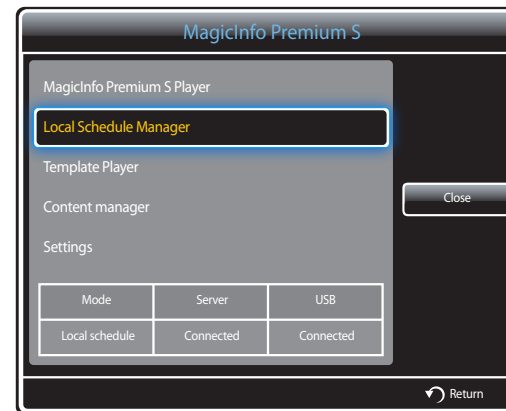 MagicInfo Premium S
MagicInfo Premium S Player
Local Schedule Manager
Template Player
Content manager
Settings
Close
Mode Server USB
Local schedule Connected Connected
Return